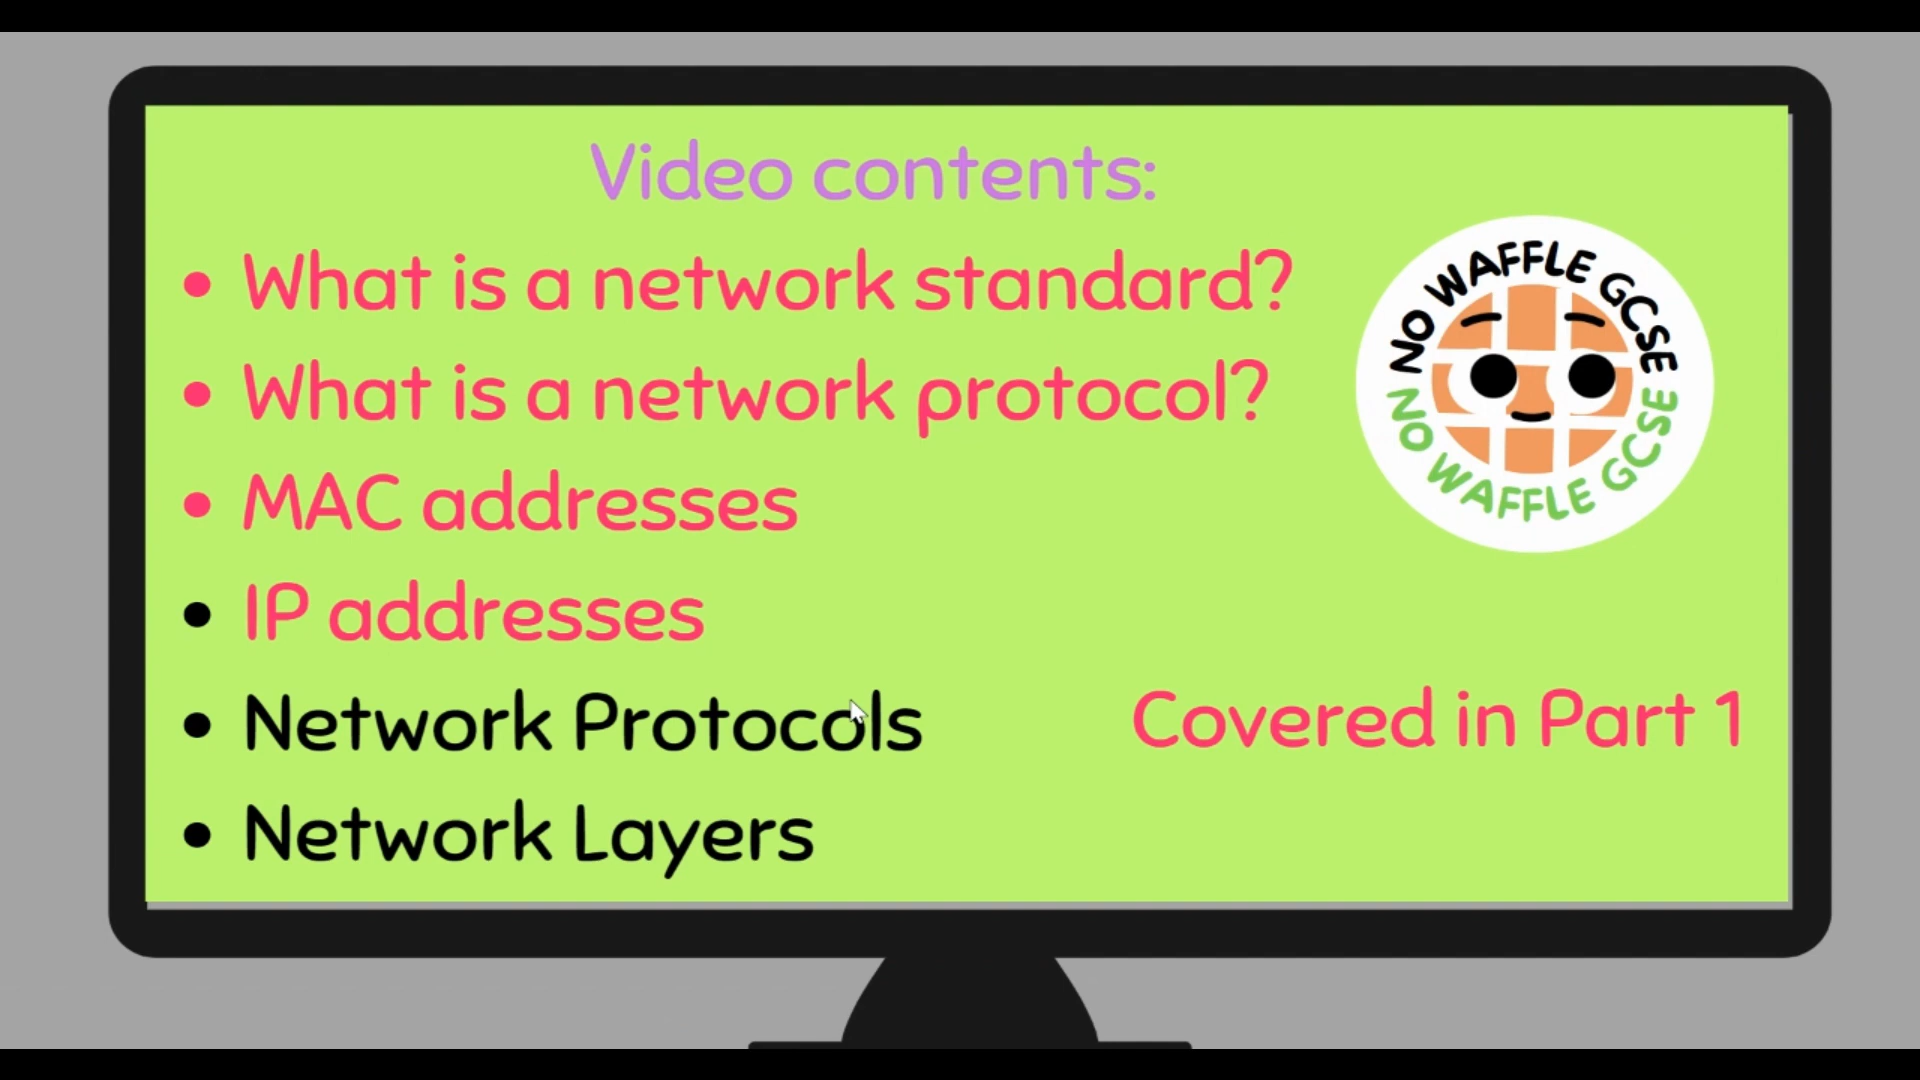 Video contents:
• What is a network standard?
• What is a network protocol?
• MAC addresses
• IP addresses
• Network Protocols
• Network Layers
NO WAFFLE GCSE
NO WAFFLE GCSE
Covered in Part 1